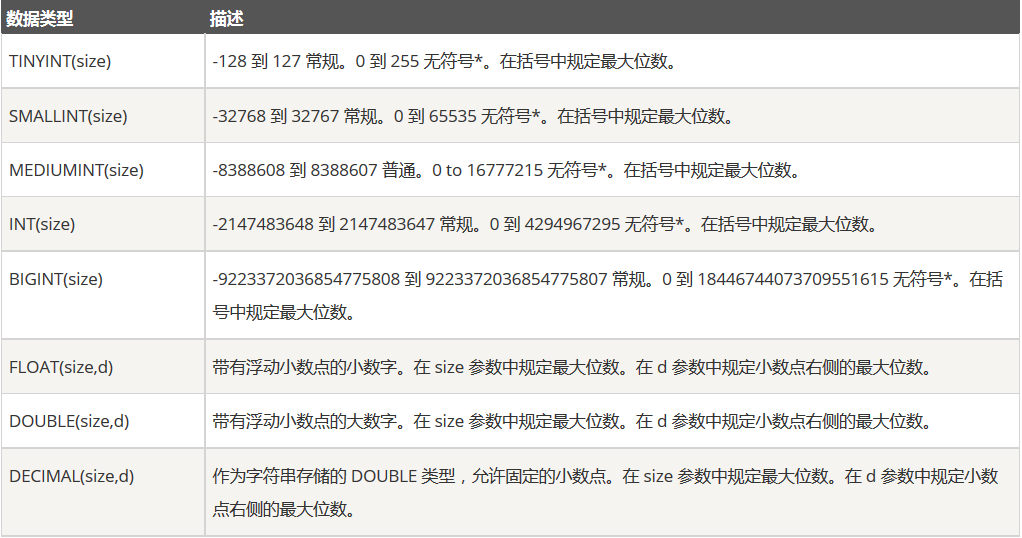 数据类型 描述
TINYINT(size) -128 到 127 常规。0 到 255 无符号*。在括号中规定最大位数。
SMALLINT(size) -32768 到 32767 常规。0 到 65535 无符号*。在括号中规定最大位数。
MEDIUMINT(size) -8388608 到 8388607 普通。0 to 16777215 无符号*。在括号中规定最大位数。
INT(size) -2147483648 到 2147483647 常规。0 到 4294967295 无符号*。在括号中规定最大位数。
BIGINT(size) -9223372036854775808 到 9223372036854775807 常规。0 到 18446744073709551615 无符号*。在括
号中规定最大位数。
FLOAT(size,d) 带有浮动小数点的小数字。在 size 参数中规定最大位数。在 d 参数中规定小数点右侧的最大位数。
DOUBLE(size,d) 带有浮动小数点的大数字。在 size 参数中规定最大位数。在 d 参数中规定小数点右侧的最大位数。
DECIMAL(size,d) 作为字符串存储的 DOUBLE 类型，允许固定的小数点。在 size 参数中规定最大位数。在 d 参数中规定小数
点右侧的最大位数。